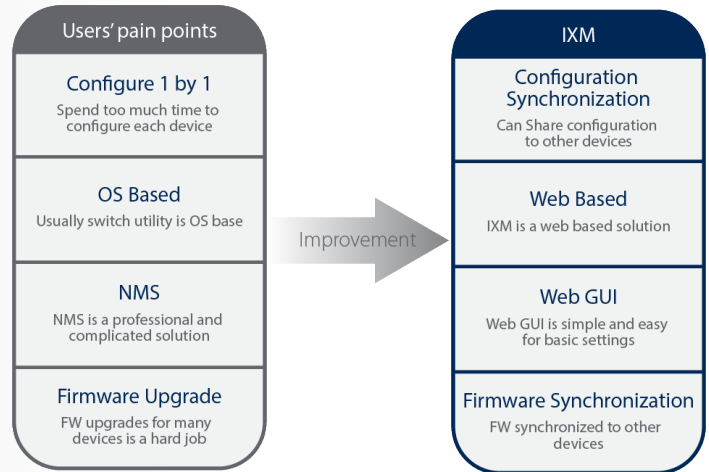 Users' pain points
Configure 1 by 1
Spend too much time to
configure each device
OS Based
Usually switch utility is OS base
NMS
NMS is a professional and
complicated solution
Firmware Upgrade
FW upgrades for many
devices is a hard job
Improvement
IXM
Configuration
Synchronization
Can Share configuration
to other devices
Web Based
IXM is a web based solution
Web GUI
Web GUI is simple and easy
for basic settings
Firmware Synchronization
FW synchronized to other
devices